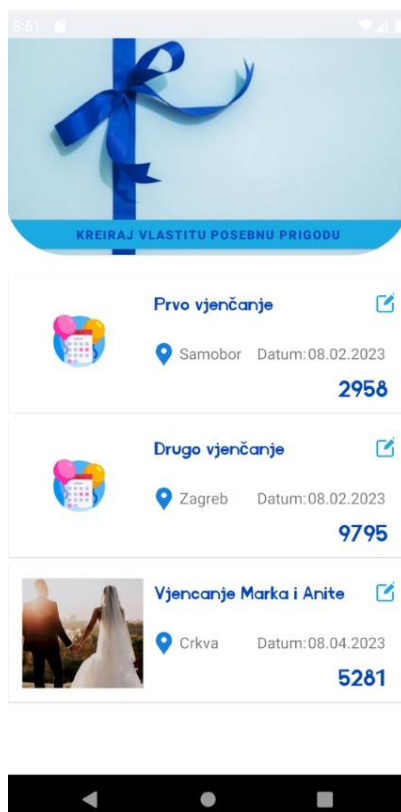 8:51
KREIRAJ VLASTITU POSEBNU PRIGODU
Prvo vjenčanje
Samobor Datum:08.02.2023
2958
Drugo vjenčanje
Zagreb Datum:08.02.2023
9795
Vjencanje Marka i Anite
Crkva Datum:08.04.2023
5281